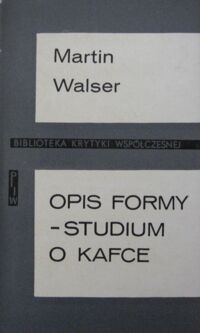 Martin
Walser
BIBLIOTEKA KRYTYKI WSPÓŁCZESNEJ
PIW
OPIS FORMY
-STUDIUM
O KAFCE